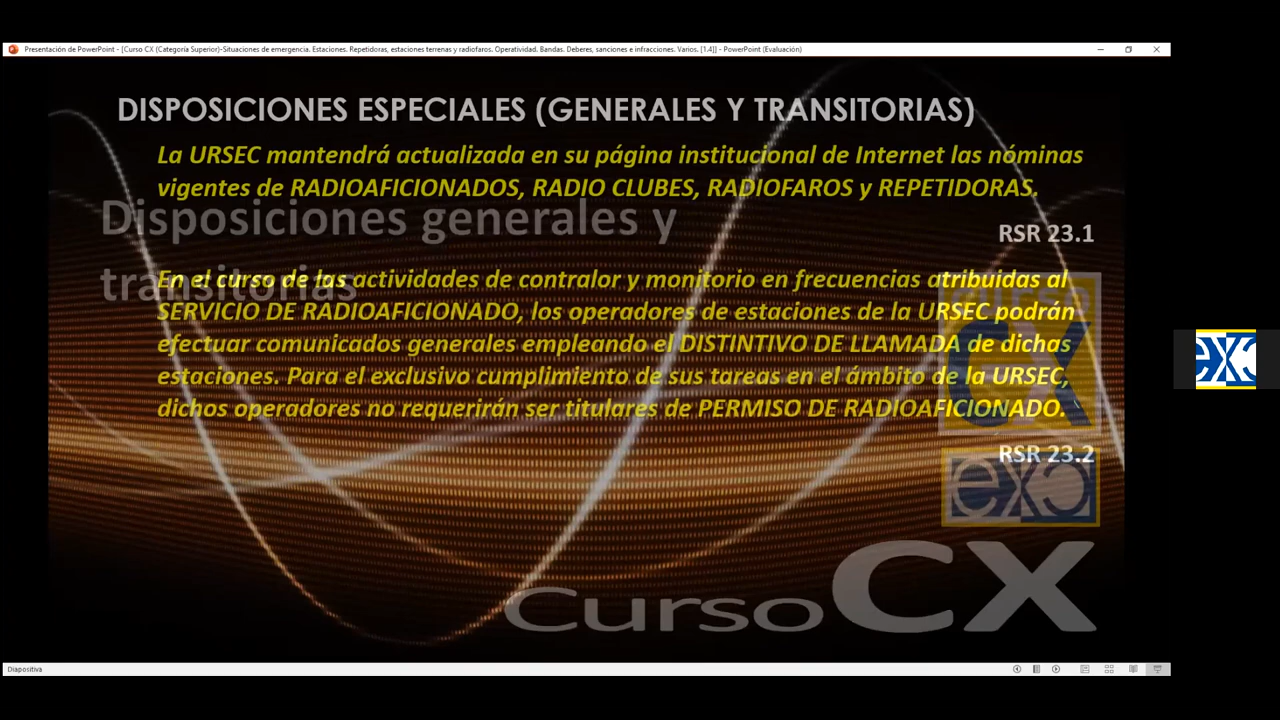 Presentación de PowerPoint - [Curso CX (Categoría Superior)-Situaciones de emergencia. Estaciones. Repetidoras, estaciones terrenas y radiofaros. Operatividad. Bandas. Deberes, sanciones e infracciones. Varios. [1.4]] - PowerPoint (Evaluación)
DISPOSICIONES ESPECIALES (GENERALES Y TRANSITORIAS)
La URSEC mantendrá actualizada en su página institucional de Internet las nóminas
vigentes de RADIOAFICIONADOS, RADIO CLUBES, RADIOFAROS y REPETIDORAS.
Disposiciones generales y
transitorias
RSR 23.1
En el curso de las actividades de contralor y monitorio en frecuencias atribuidas al
SERVICIO DE RADIOAFICIONADO, los operadores de estaciones de la URSEC podrán
efectuar comunicados generales empleando el DISTINTIVO DE LLAMADA de dichas
estaciones. Para el exclusivo cumplimiento de sus tareas en el ámbito de la URSEC,
dichos operadores no requerirán ser titulares de PERMISO DE RADIOAFICIONADO.
RSR 23.2
CX
Curso CX
Diapositiva